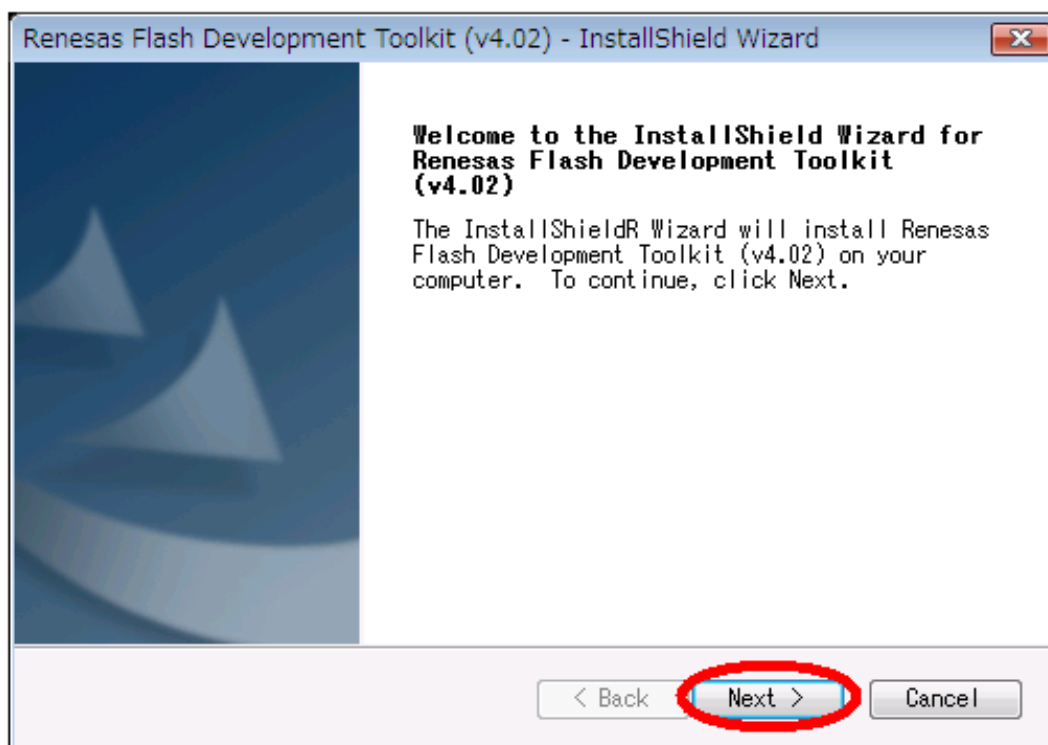 Renesas Flash Development Toolkit (v4.02) - InstallShield Wizard
Welcome to the InstallShield Wizard for
Renesas Flash Development Toolkit
(v4.02)
The InstallShieldR Wizard will install Renesas
Flash Development Toolkit (v4.02) on your
computer.  To continue, click Next.
< Back Next > Cancel